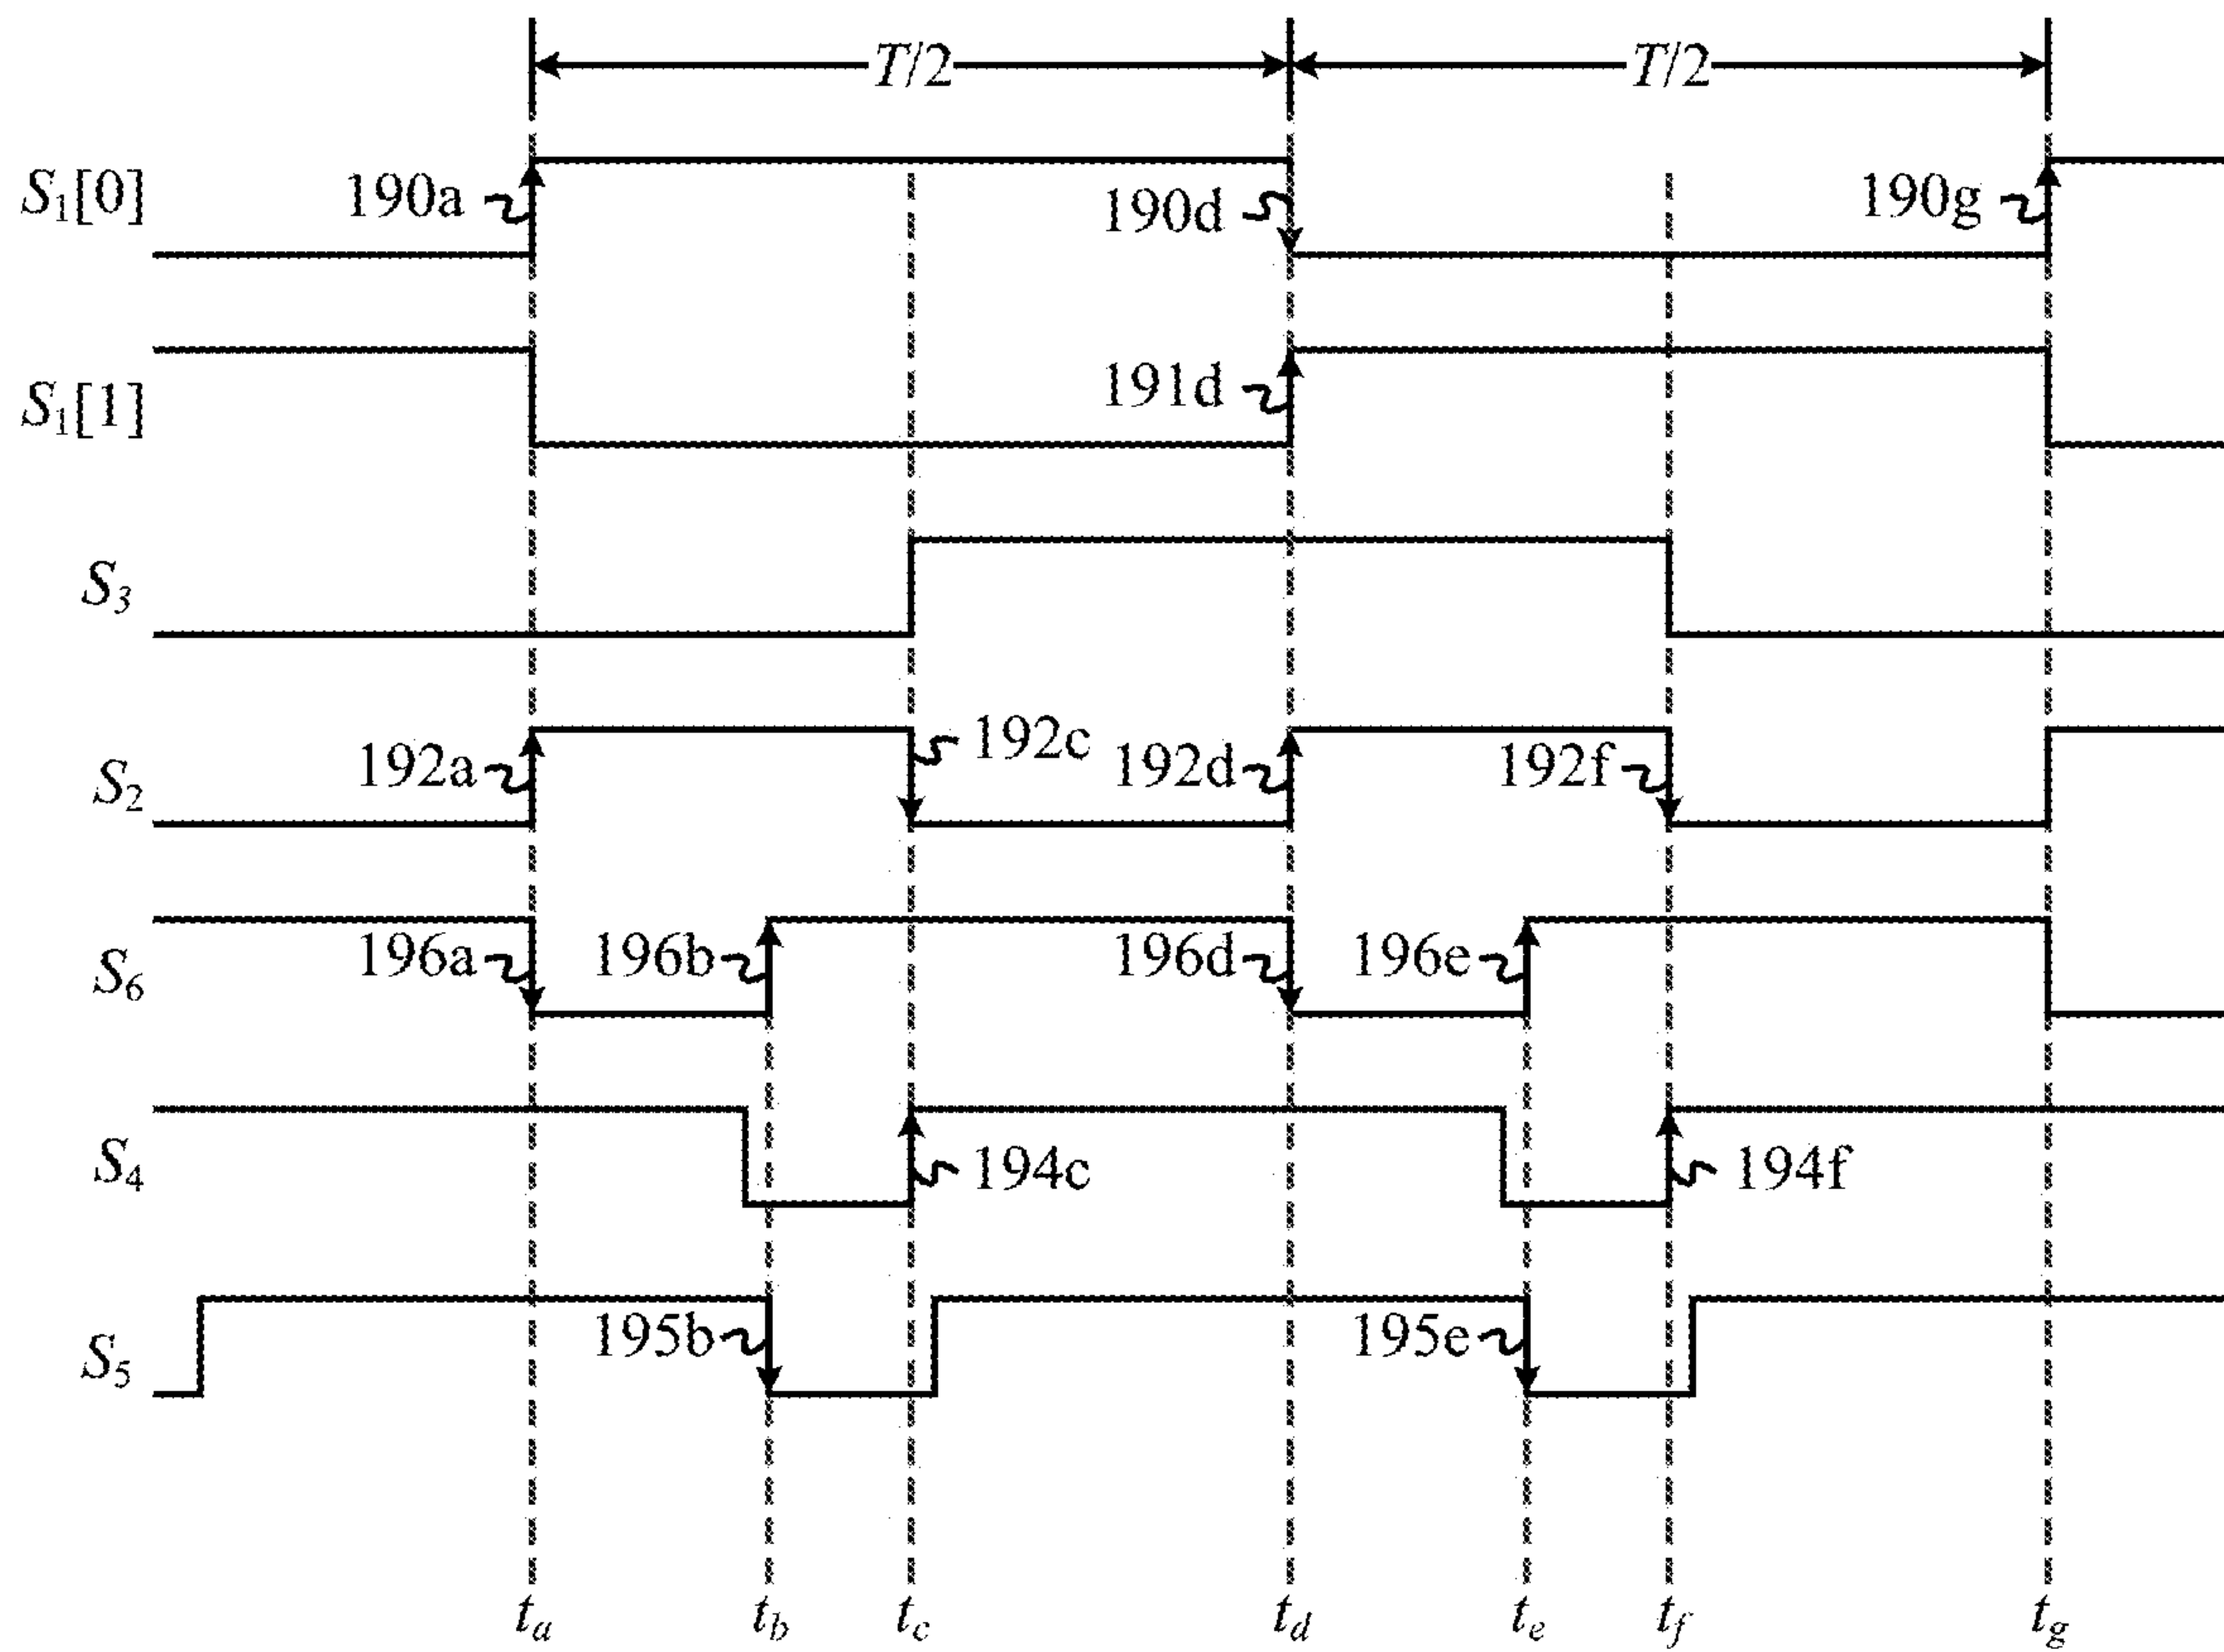 T/2 T/2
S1[0] 190a 190d 190g
S1[1] 191d
S3
S2 192a 192c 192d 192f
S6 196a 196b 196d 196e
S4 194c 194f
S5 195b 195e
ta tb tc td te tf tg